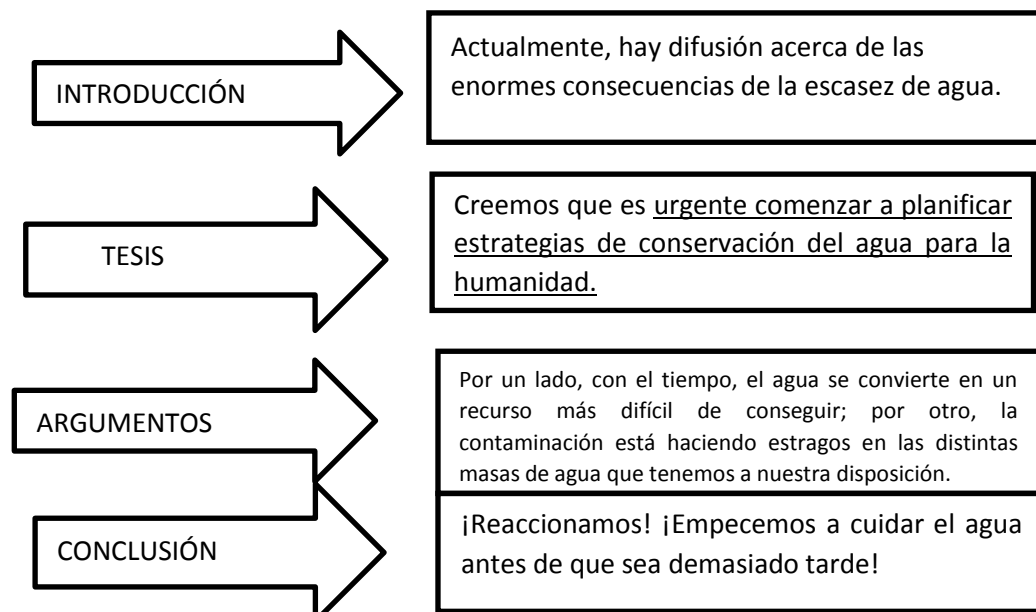 INTRODUCCIÓN
Actualmente, hay difusión acerca de las
enormes consecuencias de la escasez de agua.
TESIS
Creemos que es urgente comenzar a planificar
estrategias de conservación del agua para la
humanidad.
ARGUMENTOS
Por un lado, con el tiempo, el agua se convierte en un
recurso más difícil de conseguir; por otro, la
contaminación está haciendo estragos en las distintas
masas de agua que tenemos a nuestra disposición.
CONCLUSIÓN
¡Reaccionamos! ¡Empecemos a cuidar el agua
antes de que sea demasiado tarde!